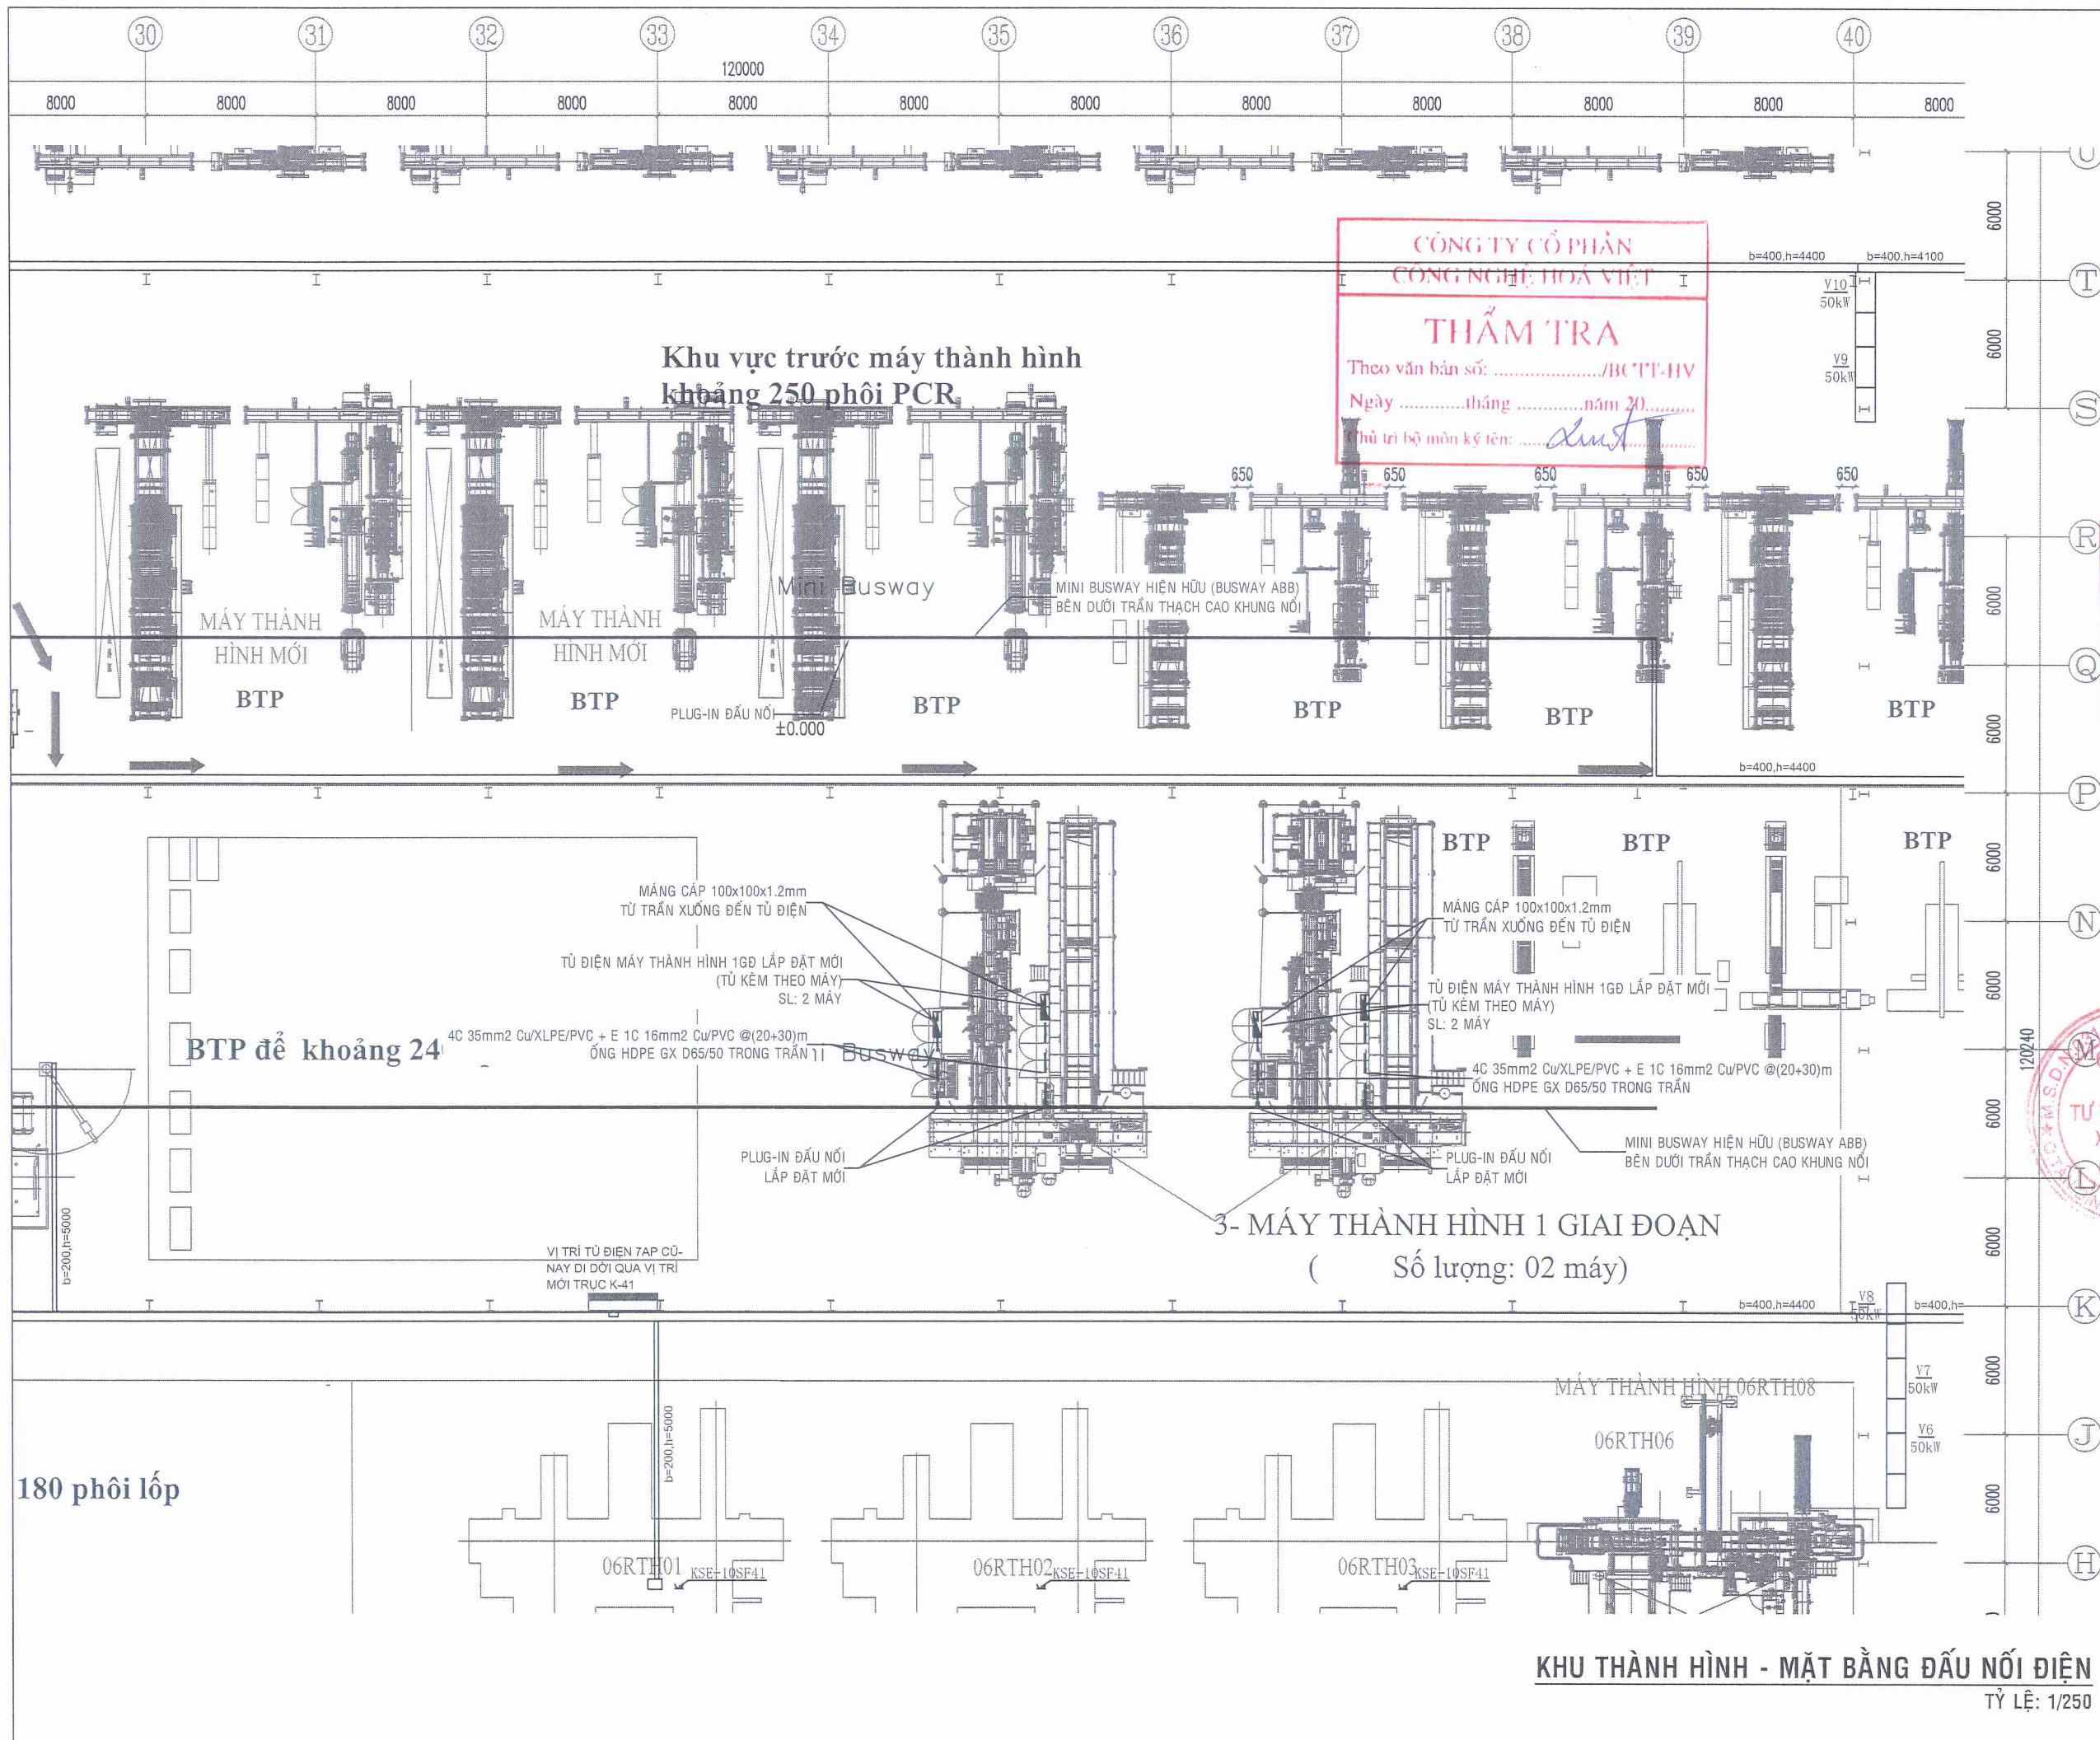 30 31 32 33 34 35 36 37 38 39 40
120000
8000 8000 8000 8000 8000 8000 8000 8000 8000 8000 8000 8000
U
6000
CÔNG TY CỔ PHẦN
CÔNG NGHỆ HOÁ VIỆT
THẨM TRA
Theo văn bản số: ..................../BCTT-HV
Ngày ............tháng ............năm 20.........
Chủ trì bộ môn ký tên:
b=400,h=4400
b=400,h=4100
T
V10
50kW
V9
50kW
6000
S
Khu vực trước máy thành hình
khoảng 250 phôi PCR
650 650 650 650 650
R
Mini Busway
MINI BUSWAY HIỆN HỮU (BUSWAY ABB)
BÊN DƯỚI TRẦN THẠCH CAO KHUNG NỔI
6000
MÁY THÀNH
HÌNH MỚI
BTP
MÁY THÀNH
HÌNH MỚI
BTP
Q
PLUG-IN ĐẤU NỐI
±0.000
BTP
BTP
BTP
BTP
6000
b=400,h=4400
P
BTP
BTP
BTP
6000
MÁNG CÁP 100x100x1.2mm
TỪ TRẦN XUỐNG ĐẾN TỦ ĐIỆN
MÁNG CÁP 100x100x1.2mm
TỪ TRẦN XUỐNG ĐẾN TỦ ĐIỆN
N
TỦ ĐIỆN MÁY THÀNH HÌNH 1GĐ LẮP ĐẶT MỚI
(TỦ KÈM THEO MÁY)
SL: 2 MÁY
TỦ ĐIỆN MÁY THÀNH HÌNH 1GĐ LẮP ĐẶT MỚI
(TỦ KÈM THEO MÁY)
SL: 2 MÁY
6000
BTP để khoảng 24
4C 35mm2 Cu/XLPE/PVC + E 1C 16mm2 Cu/PVC @(20+30)m
ỐNG HDPE GX D65/50 TRONG TRẦN
Busway
4C 35mm2 Cu/XLPE/PVC + E 1C 16mm2 Cu/PVC @(20+30)m
ỐNG HDPE GX D65/50 TRONG TRẦN
M
120240
M.S.D.N
TƯ
6000
PLUG-IN ĐẤU NỐI
LẮP ĐẶT MỚI
PLUG-IN ĐẤU NỐI
LẮP ĐẶT MỚI
MINI BUSWAY HIỆN HỮU (BUSWAY ABB)
BÊN DƯỚI TRẦN THẠCH CAO KHUNG NỔI
L
3- MÁY THÀNH HÌNH 1 GIAI ĐOẠN
( Số lượng: 02 máy)
6000
b=200,h=5000
VỊ TRÍ TỦ ĐIỆN 7AP CŨ-
NAY DI DỜI QUA VỊ TRÍ
MỚI TRỤC K-41
b=400,h=4400
V8
50kW
b=400,h=
K
6000
V7
50kW
MÁY THÀNH HÌNH 06RTH08
b=200,h=5000
06RTH06
V6
50kW
J
180 phôi lốp
6000
06RTH01 KSE-10SF41
06RTH02 KSE-10SF41
06RTH03 KSE-10SF41
H
KHU THÀNH HÌNH - MẶT BẰNG ĐẤU NỐI ĐIỆN
TỶ LỆ: 1/250